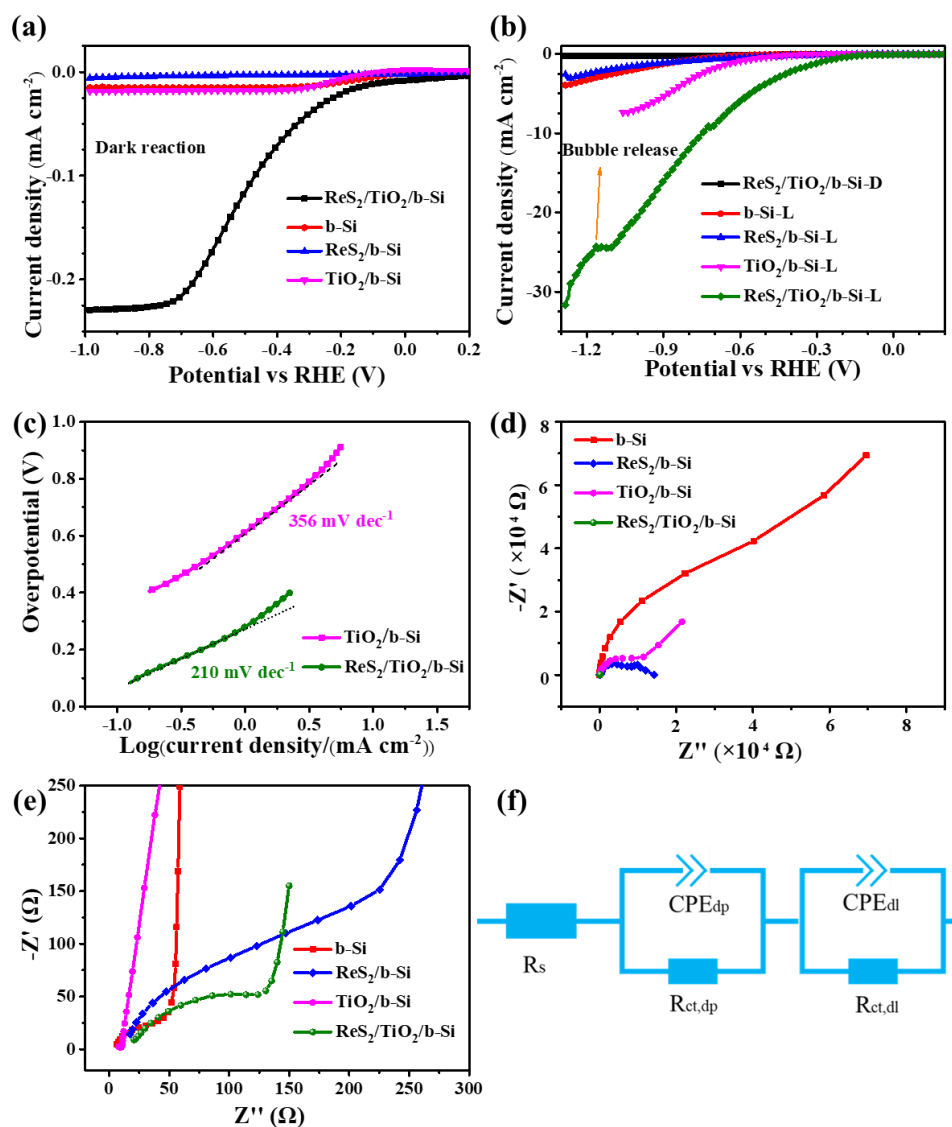 (a)
0.0
-0.1
-0.2
Current density (mA cm⁻²)
Dark reaction
ReS₂/TiO₂/b-Si
b-Si
ReS₂/b-Si
TiO₂/b-Si
-1.0 -0.8 -0.6 -0.4 -0.2 0.0 0.2
Potential vs RHE (V)
(b)
0
-10
-20
-30
Current density (mA cm⁻²)
Bubble release
ReS₂/TiO₂/b-Si-D
b-Si-L
ReS₂/b-Si-L
TiO₂/b-Si-L
ReS₂/TiO₂/b-Si-L
-1.2 -0.9 -0.6 -0.3 0.0
Potential vs RHE (V)
(c)
1.0
0.8
0.6
0.4
0.2
0.0
Overpotential (V)
356 mV dec⁻¹
210 mV dec⁻¹
TiO₂/b-Si
ReS₂/TiO₂/b-Si
-1.0 -0.5 0.0 0.5 1.0 1.5
Log(current density/(mA cm⁻²))
(d)
8
6
4
2
0
-Z' (×10⁴ Ω)
b-Si
ReS₂/b-Si
TiO₂/b-Si
ReS₂/TiO₂/b-Si
0 2 4 6 8
Z'' (×10⁴ Ω)
(e)
250
200
150
100
50
0
-Z' (Ω)
b-Si
ReS₂/b-Si
TiO₂/b-Si
ReS₂/TiO₂/b-Si
0 50 100 150 200 250 300
Z'' (Ω)
(f)
Rs
CPEdp
Rct,dp
CPEdl
Rct,dl